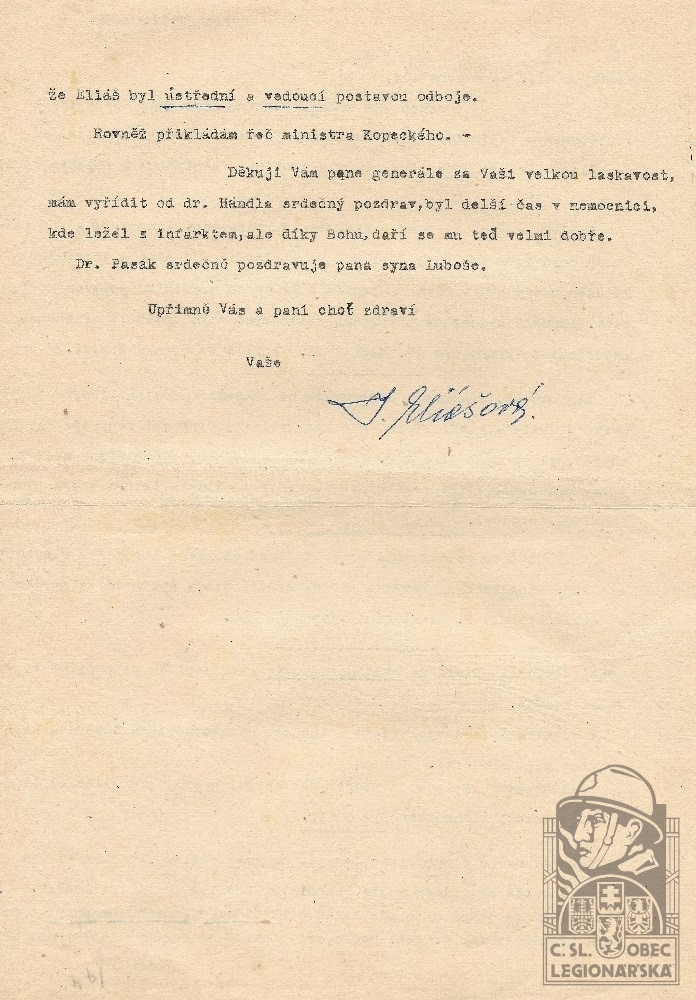 že Eliáš byl ústřední a vedoucí postavou odboje.
Rovněž přikládám řeč ministra Kopeckého. -
Děkuji Vám pane generále za Vaši velkou laskavost,
mám vyřídit od dr. Hándla srdečný pozdrav,byl delší čas v nemocnici,
kde ležel s infarktem,ale díky Bohu,daří se mu teď velmi dobře.
Dr. Pasák srdečně pozdravuje pana syna Luboše.
Upřímně Vás a paní choť zdraví
Vaše
J. Eliášová.
Č.SL. OBEC
LEGIONÁŘSKÁ